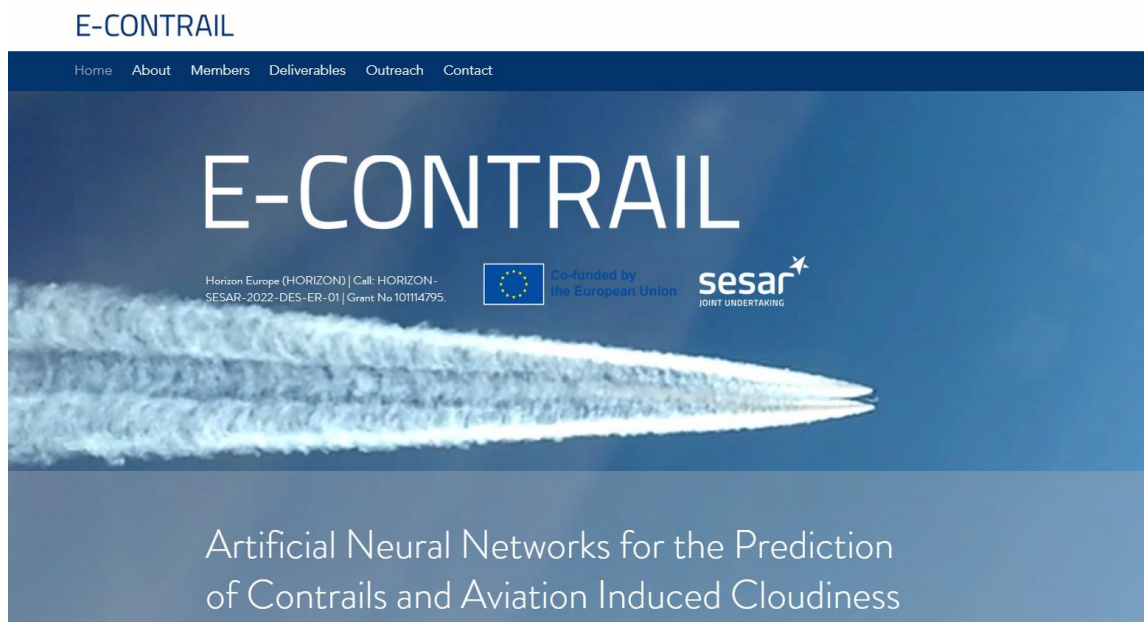 E-CONTRAIL
Home About Members Deliverables Outreach Contact
E-CONTRAIL
Horizon Europe (HORIZON) | Call: HORIZON-
SESAR-2022-DES-ER-01 | Grant No 101114795.
Co-funded by
the European Union
sesar
JOINT UNDERTAKING
Artificial Neural Networks for the Prediction
of Contrails and Aviation Induced Cloudiness